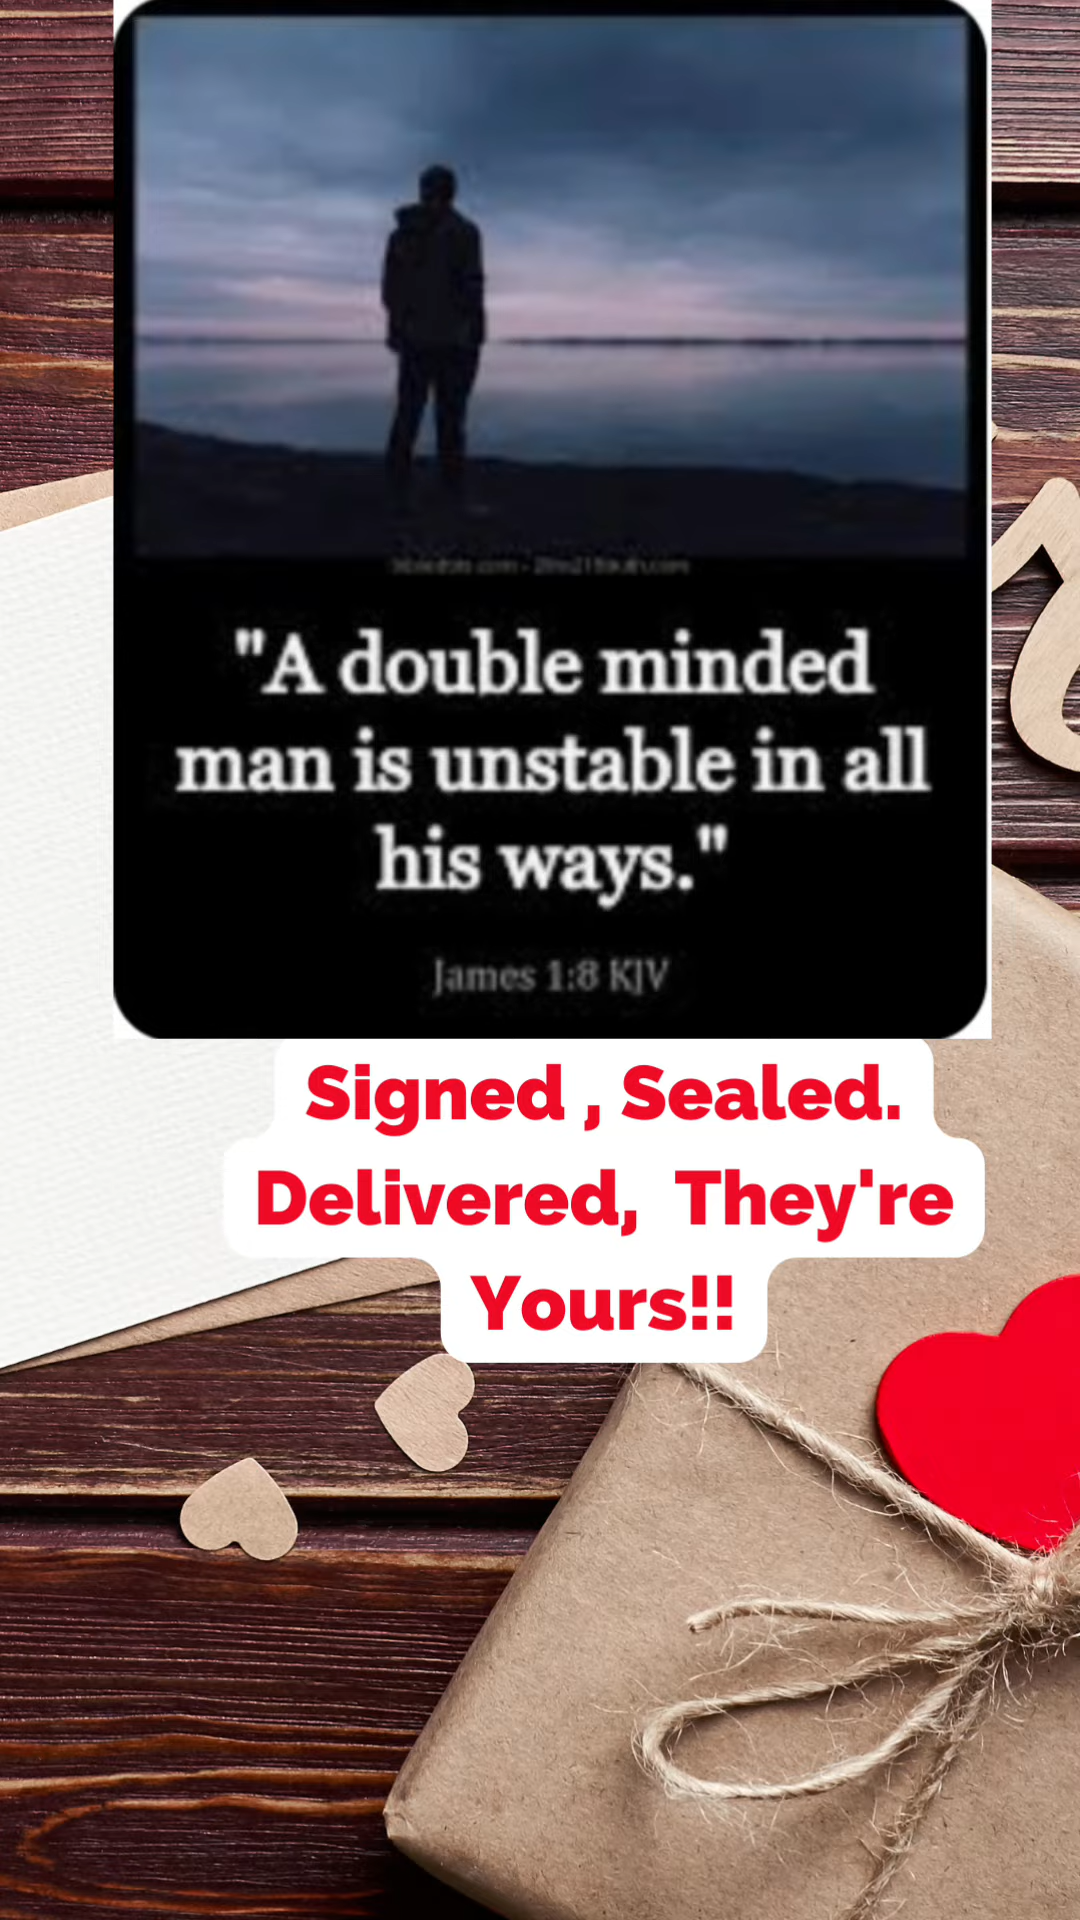 "A double minded
man is unstable in all
his ways."
James 1:8 KJV
Signed , Sealed.
Delivered, They're
Yours!!